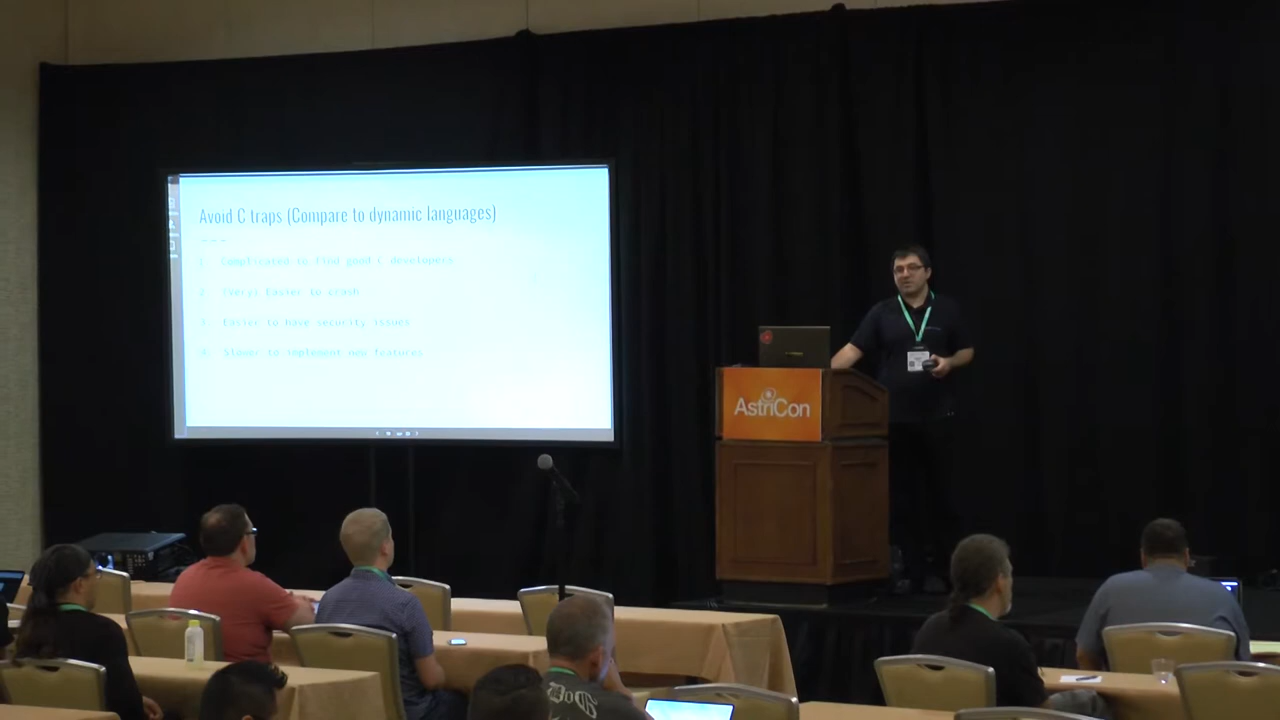 Avoid C traps (Compare to dynamic languages)
1. Complicated to find good C developers
2. (Very) Easier to crash
3. Easier to have security issues
4. Slower to implement new features
AstriCon